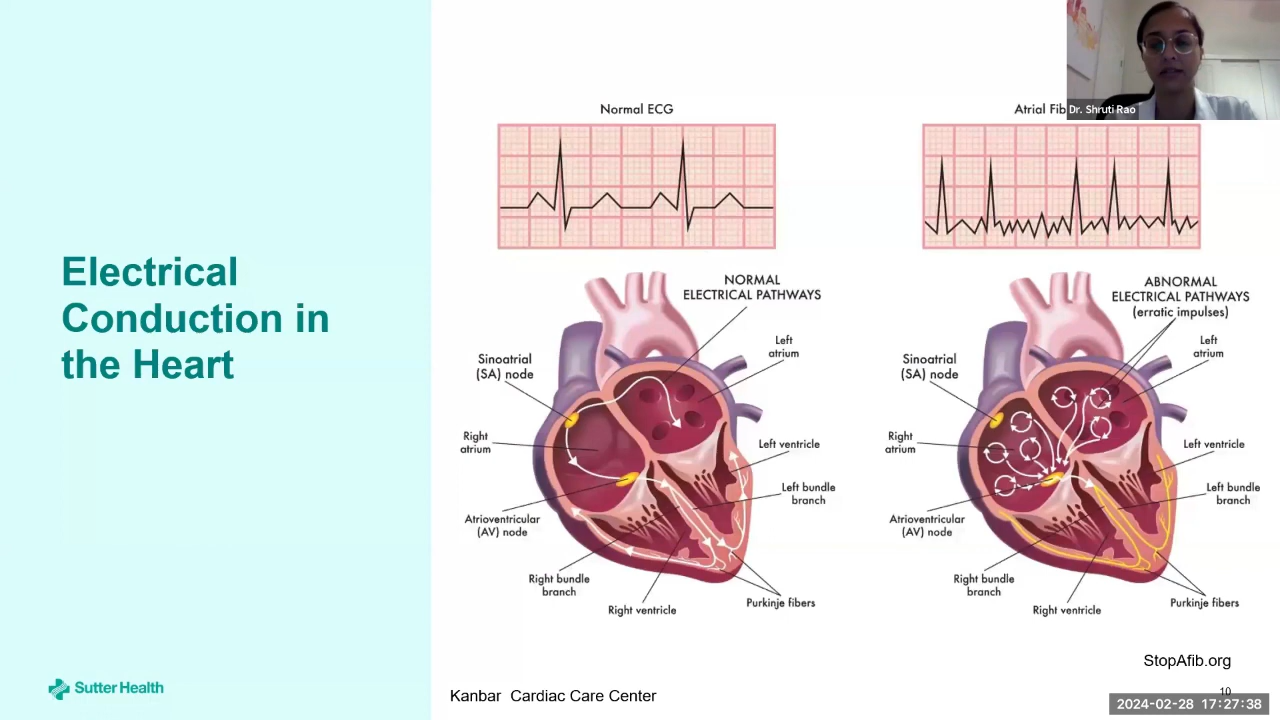 Electrical
Conduction in
the Heart
Normal ECG
Atrial Fib
Dr. Shruti Rao
NORMAL
ELECTRICAL PATHWAYS
Left
atrium
Sinoatrial
(SA) node
Right
atrium
Left ventricle
Left bundle
branch
Atrioventricular
(AV) node
Right bundle
branch
Right ventricle
Purkinje fibers
ABNORMAL
ELECTRICAL PATHWAYS
(erratic impulses)
Left
atrium
Sinoatrial
(SA) node
Right
atrium
Left ventricle
Left bundle
branch
Atrioventricular
(AV) node
Right bundle
branch
Right ventricle
Purkinje fibers
StopAfib.org
Sutter Health
Kanbar Cardiac Care Center
10
2024-02-28 17:27:38